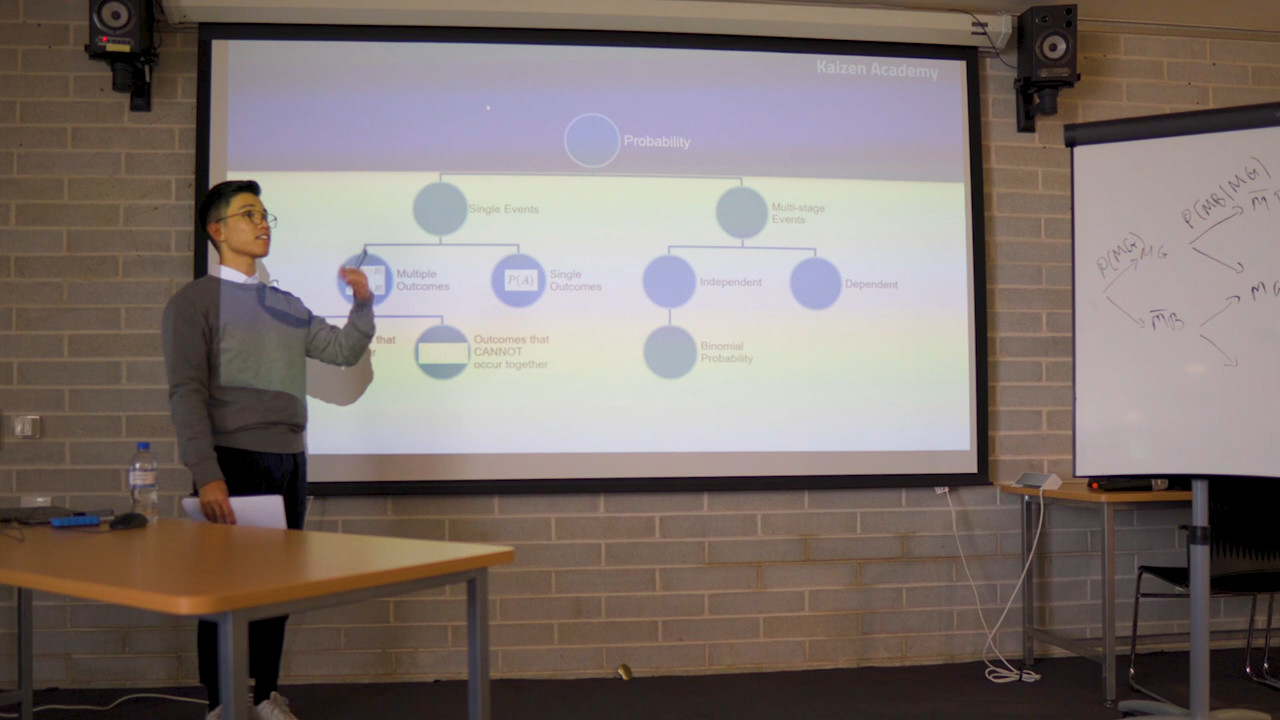 Kaizen Academy
Probability
Single Events
Multi-stage
Events
Multiple
Outcomes
P(A)
Single
Outcomes
Independent
Dependent
that
Outcomes that
CANNOT
occur together
Binomial
Probability
P(MB|MG)
P(MG)
MG
MB